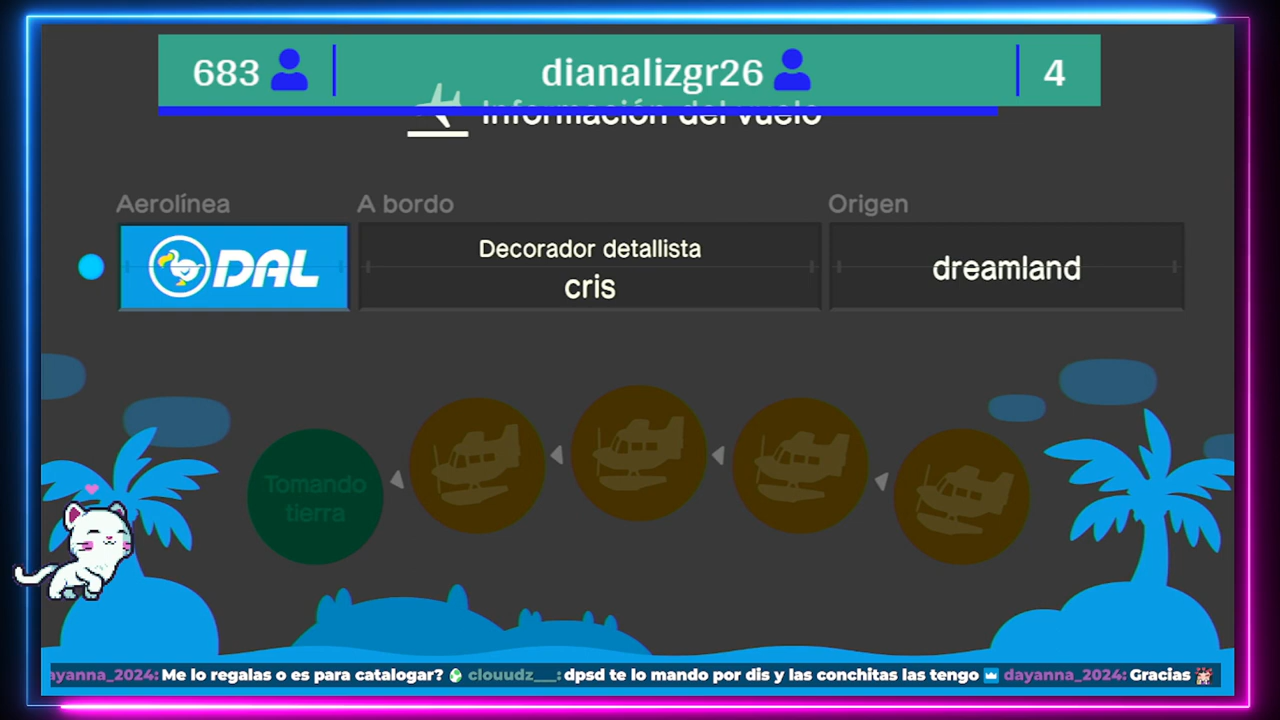 683 dianalizgr26 4
Información del vuelo
Aerolínea A bordo Origen
DAL
Decorador detallista
cris
dreamland
Tomando
tierra
ayanna_2024: Me lo regalas o es para catalogar? clouudz___: dpsd te lo mando por dis y las conchitas las tengo dayanna_2024: Gracias